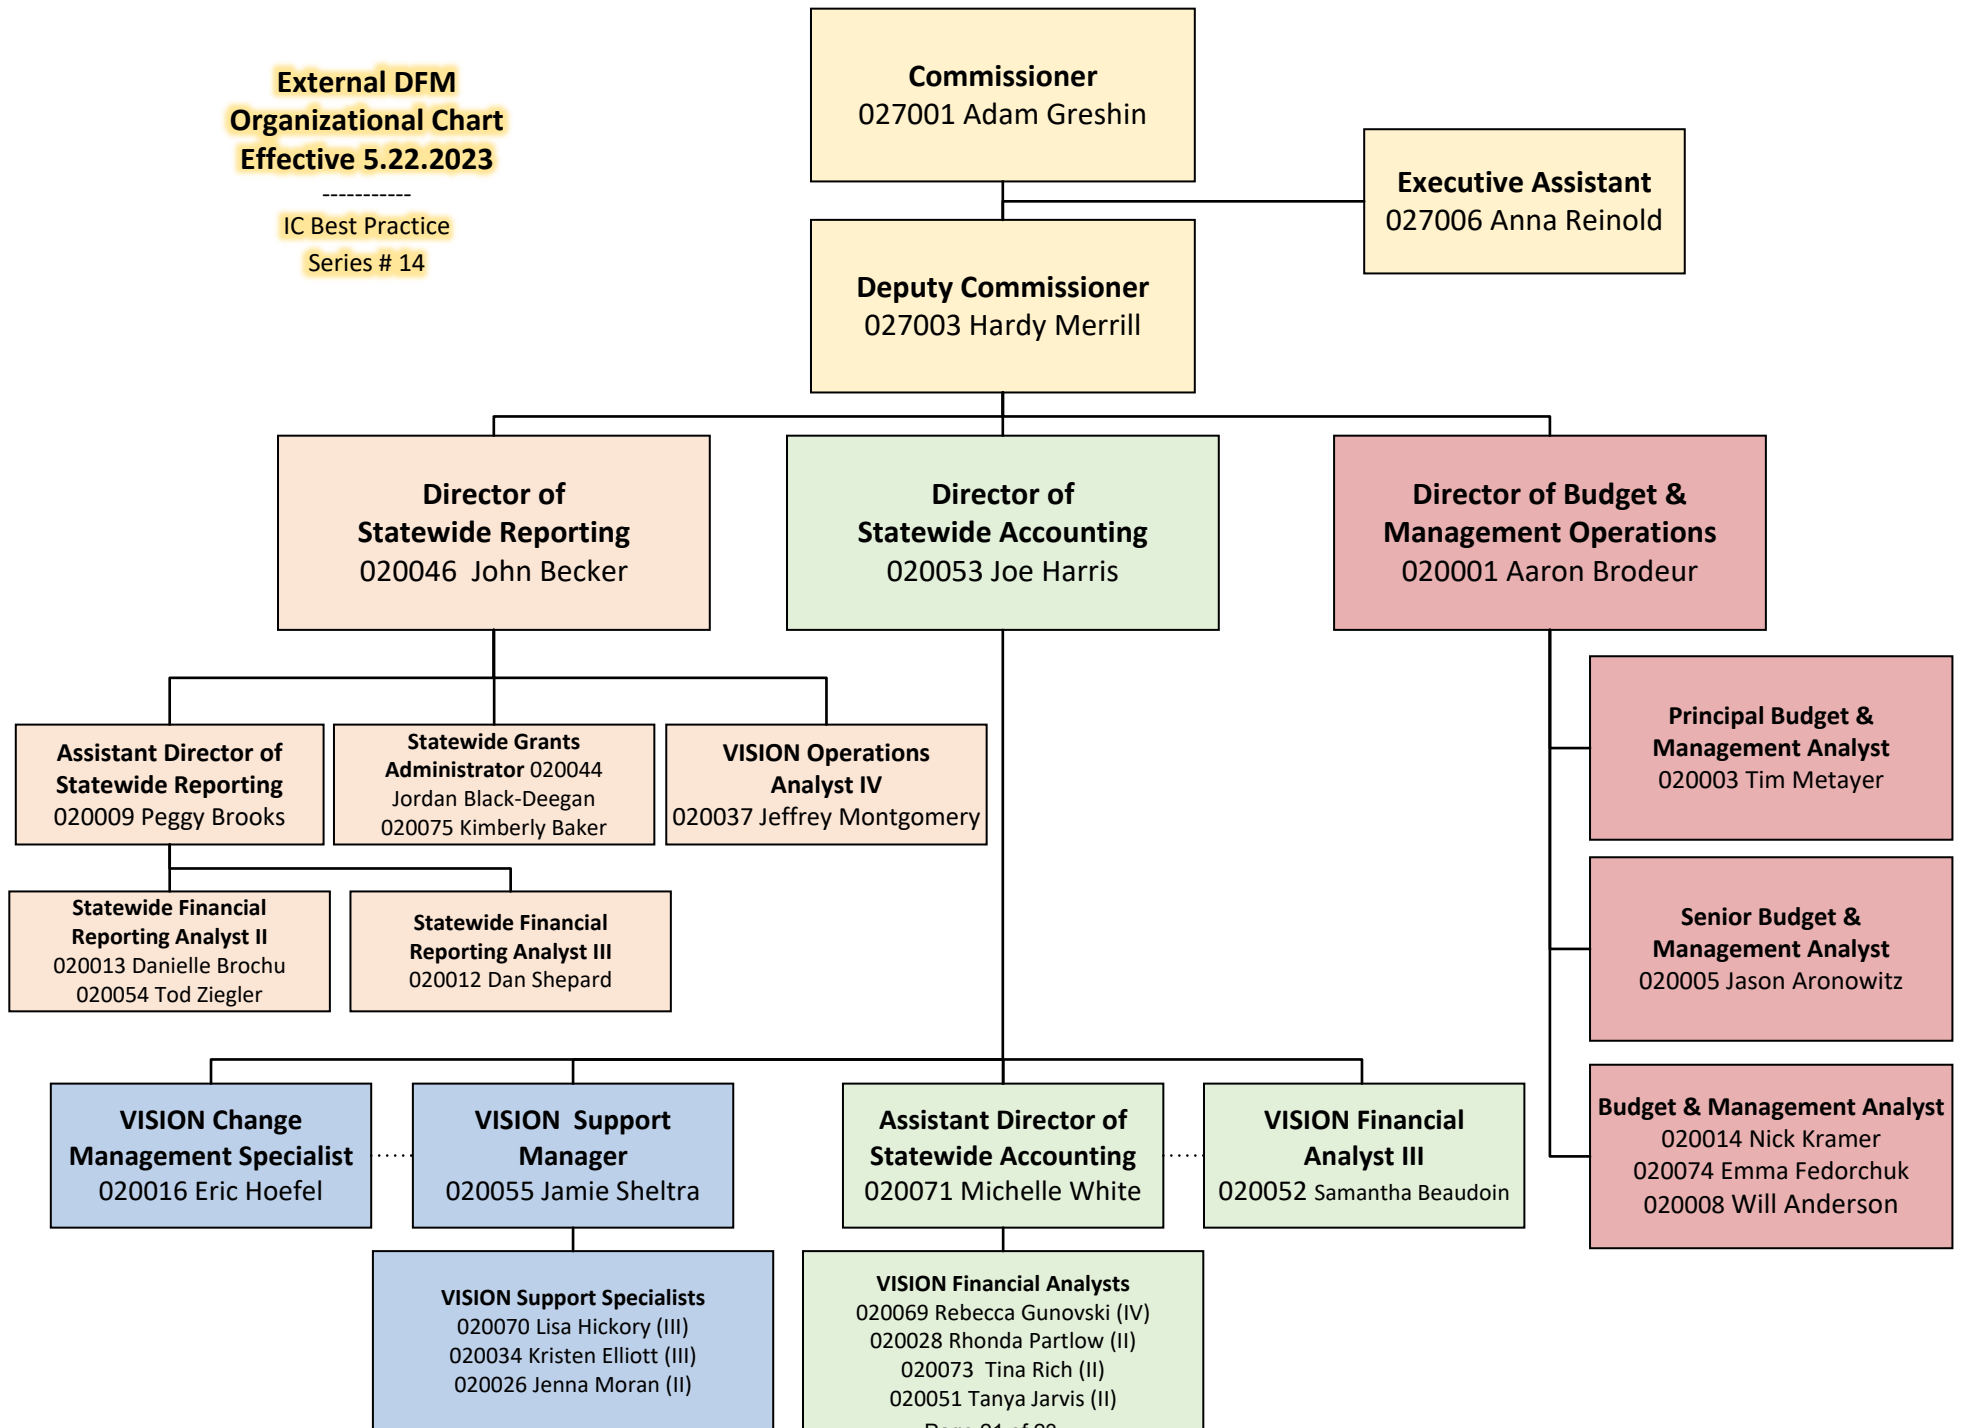 External DFM
Organizational Chart
Effective 5.22.2023
-----------
IC Best Practice
Series # 14
Commissioner
027001 Adam Greshin
Executive Assistant
027006 Anna Reinold
Deputy Commissioner
027003 Hardy Merrill
Director of
Statewide Reporting
020046  John Becker
Director of
Statewide Accounting
020053 Joe Harris
Director of Budget &
Management Operations
020001 Aaron Brodeur
Assistant Director of
Statewide Reporting
020009 Peggy Brooks
Statewide Grants
Administrator 020044
Jordan Black-Deegan
020075 Kimberly Baker
VISION Operations
Analyst IV
020037 Jeffrey Montgomery
Principal Budget &
Management Analyst
020003 Tim Metayer
Statewide Financial
Reporting Analyst II
020013 Danielle Brochu
020054 Tod Ziegler
Statewide Financial
Reporting Analyst III
020012 Dan Shepard
Senior Budget &
Management Analyst
020005 Jason Aronowitz
VISION Change
Management Specialist
020016 Eric Hoefel
VISION  Support
Manager
020055 Jamie Sheltra
Assistant Director of
Statewide Accounting
020071 Michelle White
VISION Financial
Analyst III
020052 Samantha Beaudoin
Budget & Management Analyst
020014 Nick Kramer
020074 Emma Fedorchuk
020008 Will Anderson
VISION Support Specialists
020070 Lisa Hickory (III)
020034 Kristen Elliott (III)
020026 Jenna Moran (II)
VISION Financial Analysts
020069 Rebecca Gunovski (IV)
020028 Rhonda Partlow (II)
020073  Tina Rich (II)
020051 Tanya Jarvis (II)